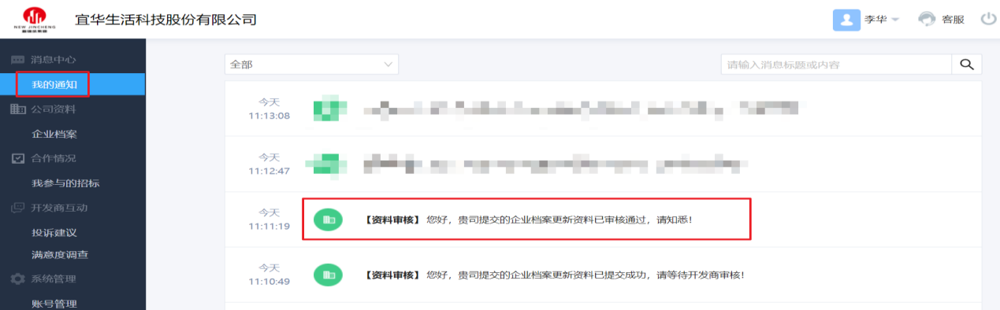 NEW JINCHENG
宜华生活科技股份有限公司
李华
客服
消息中心
我的通知
公司资料
企业档案
合作情况
我参与的招标
开发商互动
投诉建议
满意度调查
系统管理
账号管理
全部
请输入消息标题或内容
今天
11:13:08
今天
11:12:47
今天
11:11:19
【资料审核】您好,贵司提交的企业档案更新资料已审核通过,请知悉!
今天
11:10:49
【资料审核】您好,贵司提交的企业档案更新资料已提交成功,请等待开发商审核!